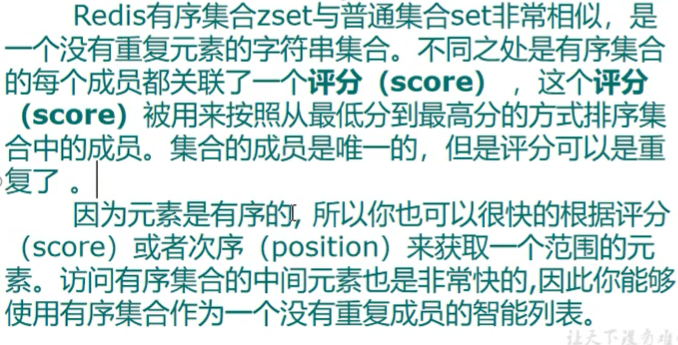 Redis有序集合zset与普通集合set非常相似，是
一个没有重复元素的字符串集合。不同之处是有序集合
的每个成员都关联了一个评分（score），这个评分
（score）被用来按照从最低分到最高分的方式排序集
合中的成员。集合的成员是唯一的，但是评分可以是重
复了 。
因为元素是有序的, 所以你也可以很快的根据评分
（score）或者次序（position）来获取一个范围的元
素。访问有序集合的中间元素也是非常快的,因此你能够
使用有序集合作为一个没有重复成员的智能列表。
让天下没有难